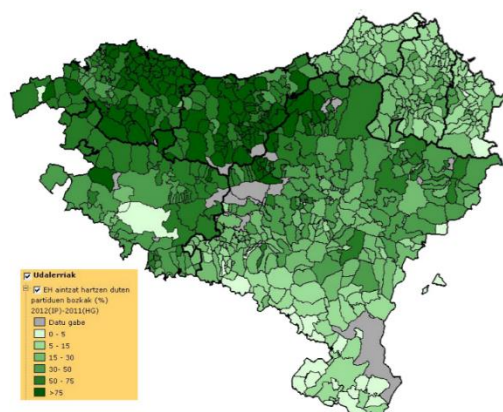 Udalerriak
EH aintzat hartzen duten
partiduen bozkak (%)
2012(IP)-2011(HG)
Datu gabe
0 - 5
5 - 15
15 - 30
30- 50
50 - 75
>75